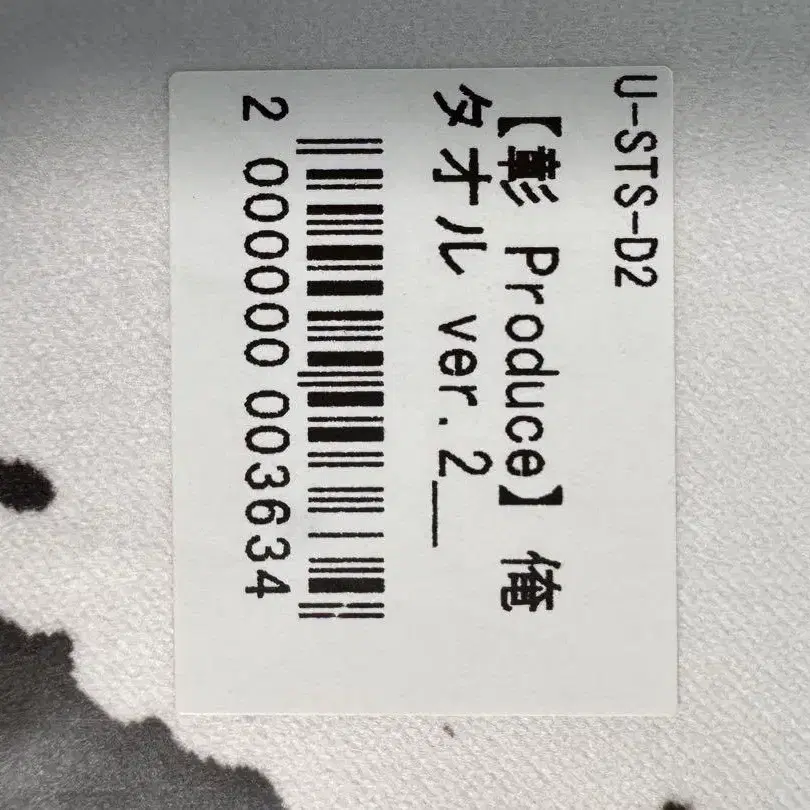 U-STS-D2
【彰 Produce】 俺
タオル ver.2_
2 000000 003634